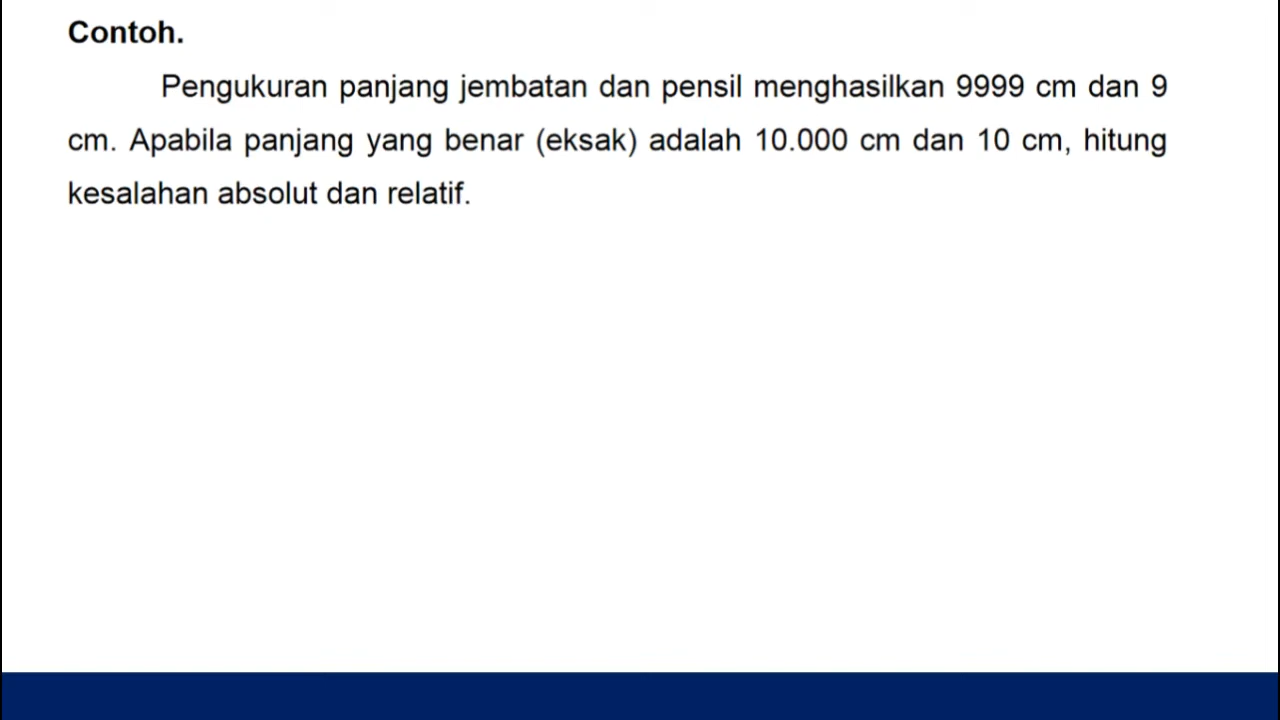 Contoh.
Pengukuran panjang jembatan dan pensil menghasilkan 9999 cm dan 9
cm. Apabila panjang yang benar (eksak) adalah 10.000 cm dan 10 cm, hitung
kesalahan absolut dan relatif.